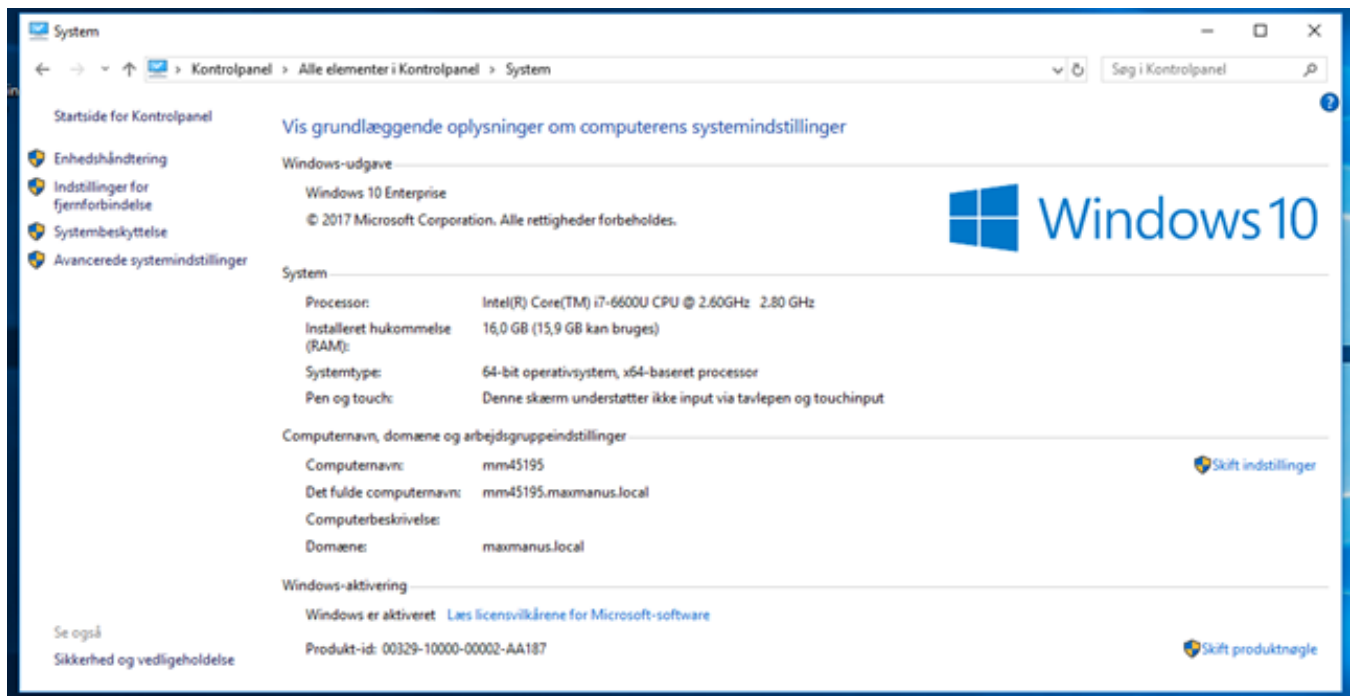 System
Kontrolpanel > Alle elementer i Kontrolpanel > System
Søg i Kontrolpanel
Startside for Kontrolpanel
Enhedshåndtering
Indstillinger for
fjernforbindelse
Systembeskyttelse
Avancerede systemindstillinger
Se også
Sikkerhed og vedligeholdelse
Vis grundlæggende oplysninger om computerens systemindstillinger
Windows-udgave
Windows 10 Enterprise
© 2017 Microsoft Corporation. Alle rettigheder forbeholdes.
Windows 10
System
Processor: Intel(R) Core(TM) i7-6600U CPU @ 2.60GHz 2.80 GHz
Installeret hukommelse 16,0 GB (15,9 GB kan bruges)
(RAM):
Systemtype: 64-bit operativsystem, x64-baseret processor
Pen og touch: Denne skærm understøtter ikke input via tavlepen og touchinput
Computernavn, domæne og arbejdsgruppeindstillinger
Computernavn: mm45195
Skift indstillinger
Det fulde computernavn: mm45195.maxmanus.local
Computerbeskrivelse:
Domæne: maxmanus.local
Windows-aktivering
Windows er aktiveret Læs licensvilkårene for Microsoft-software
Produkt-id: 00329-10000-00002-AA187
Skift produktnøgle